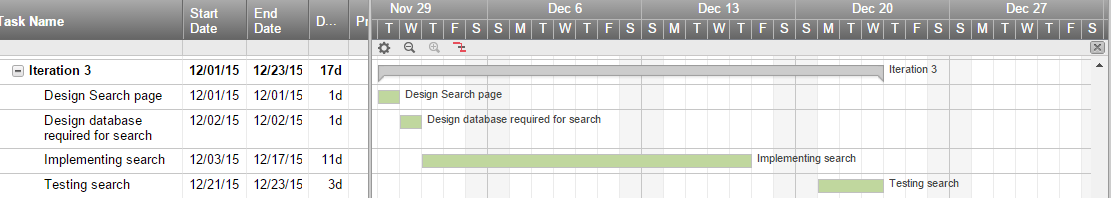 Task Name Start Date End Date D... Pr
Nov 29 Dec 6 Dec 13 Dec 20 Dec 27
T W T F S S M T W T F S S M T W T F S S M T W T F S S M T W T F S
Iteration 3 12/01/15 12/23/15 17d Iteration 3
Design Search page 12/01/15 12/01/15 1d Design Search page
Design database required for search 12/02/15 12/02/15 1d Design database required for search
Implementing search 12/03/15 12/17/15 11d Implementing search
Testing search 12/21/15 12/23/15 3d Testing search